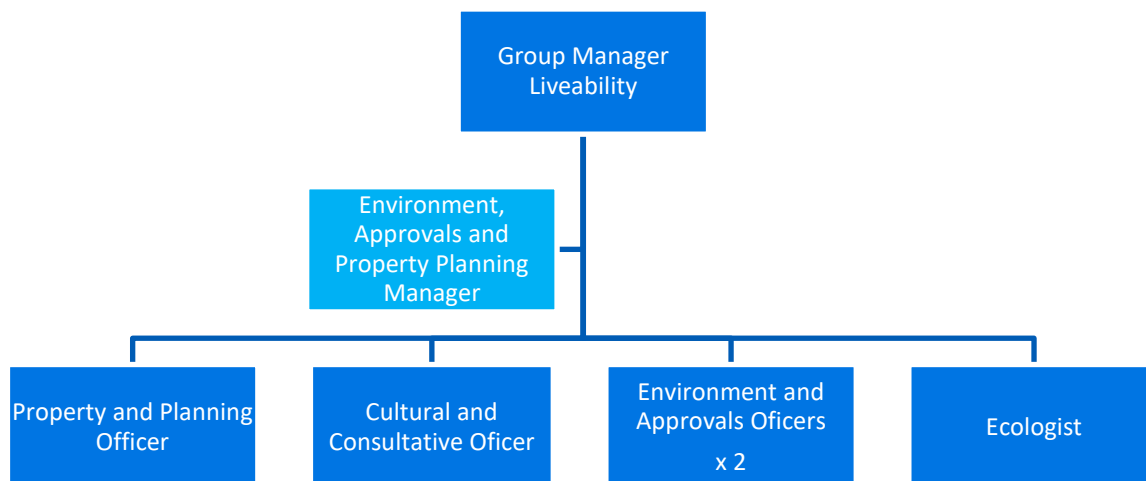 Group Manager
Liveability
Environment,
Approvals and
Property Planning
Manager
Property and Planning
Officer
Cultural and
Consultative Oficer
Environment and
Approvals Oficers
x 2
Ecologist